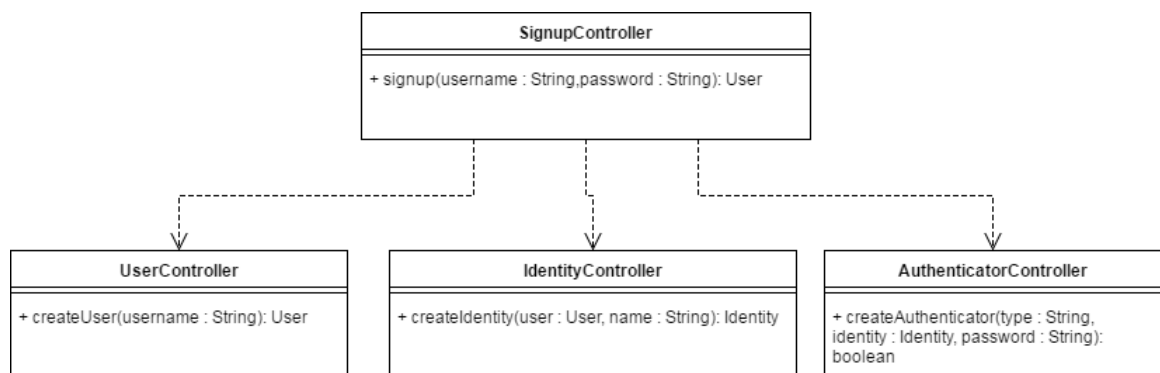 SignupController
+ signup(username : String,password : String): User
UserController
+ createUser(username : String): User
IdentityController
+ createIdentity(user : User, name : String): Identity
AuthenticatorController
+ createAuthenticator(type : String,
identity : Identity, password : String):
boolean